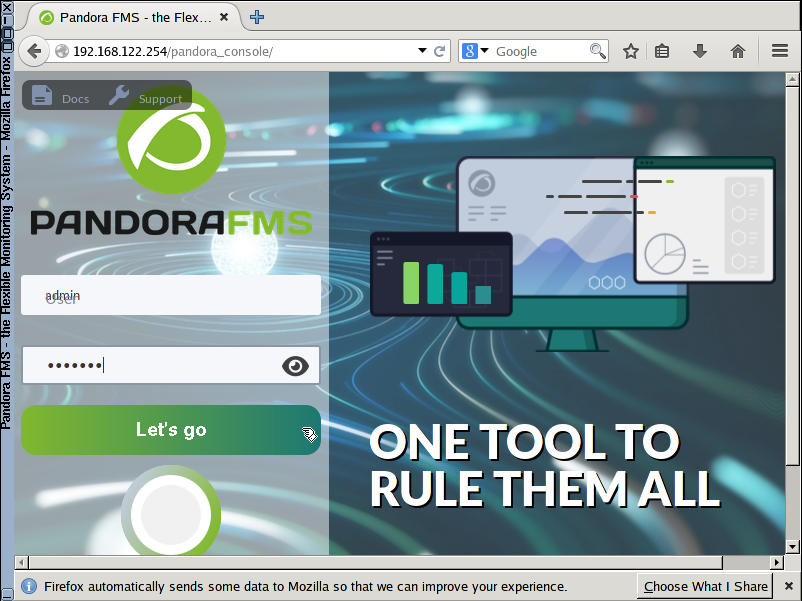 Pandora FMS - the Flexible Monitoring System - Mozilla Firefox
Pandora FMS - the Flex...
192.168.122.254/pandora_console/
Google
Docs Support
PANDORAFMS
admin
User
Let's go
ONE TOOL TO
RULE THEM ALL
Firefox automatically sends some data to Mozilla so that we can improve your experience.
Choose What I Share